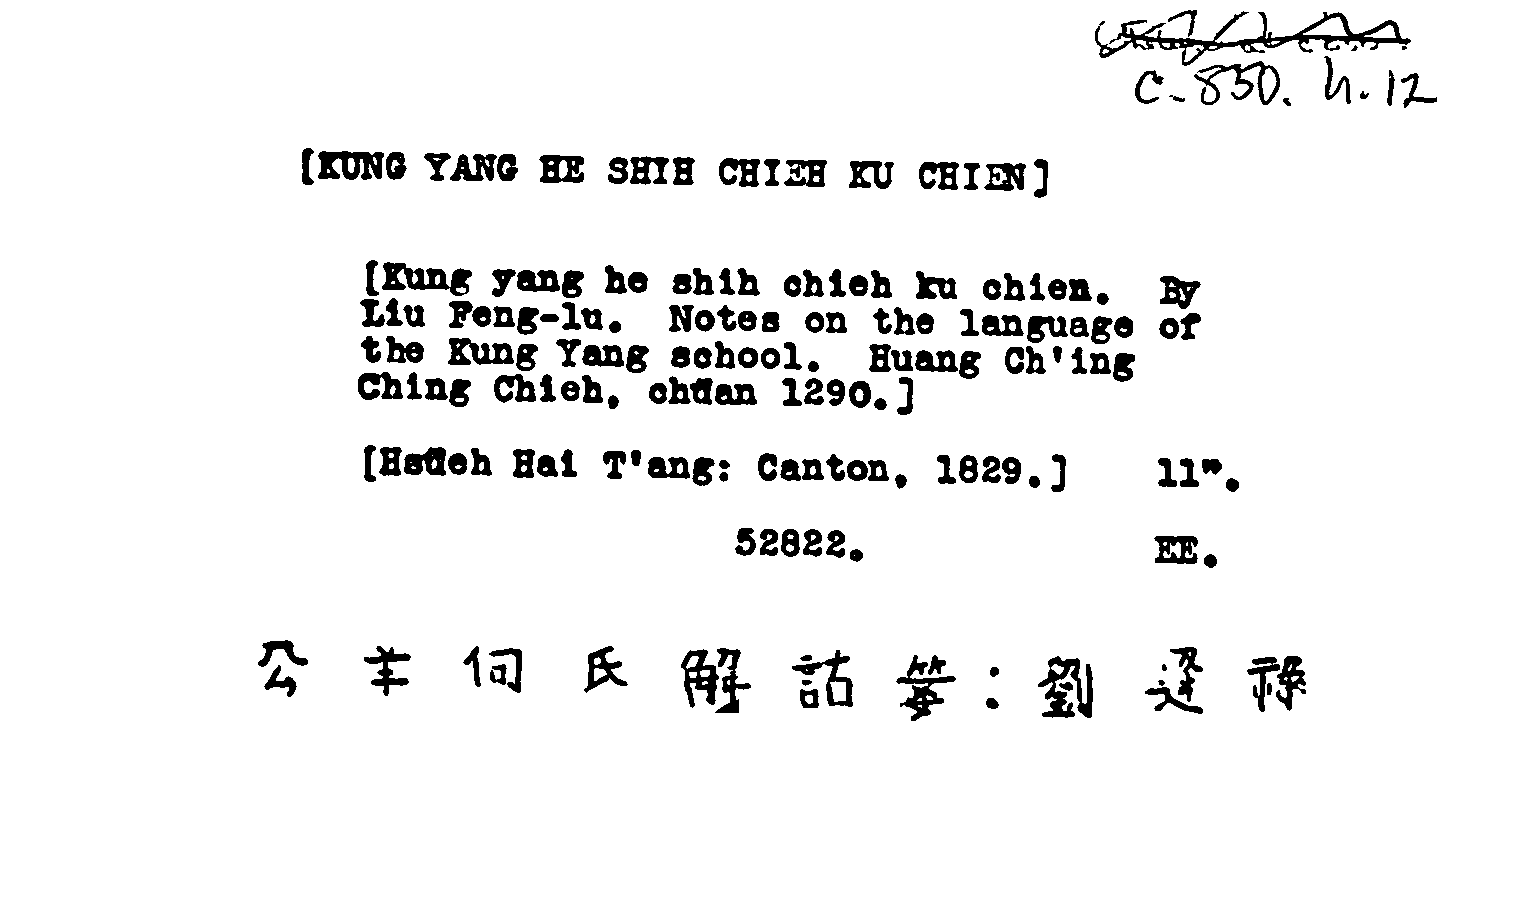 C. 850. h. 12
[KUNG YANG HE SHIH CHIEH KU CHIEN]
[Kung yang he shih chieh ku chien. By
Liu Feng-lu. Notes on the language of
the Kung Yang school. Huang Ch'ing
Ching Chieh, chüan 1290.]
[Hsüeh Hai T'ang: Canton, 1829.] 11".
52822. EE.
公羊何氏解詁箋：劉逢祿